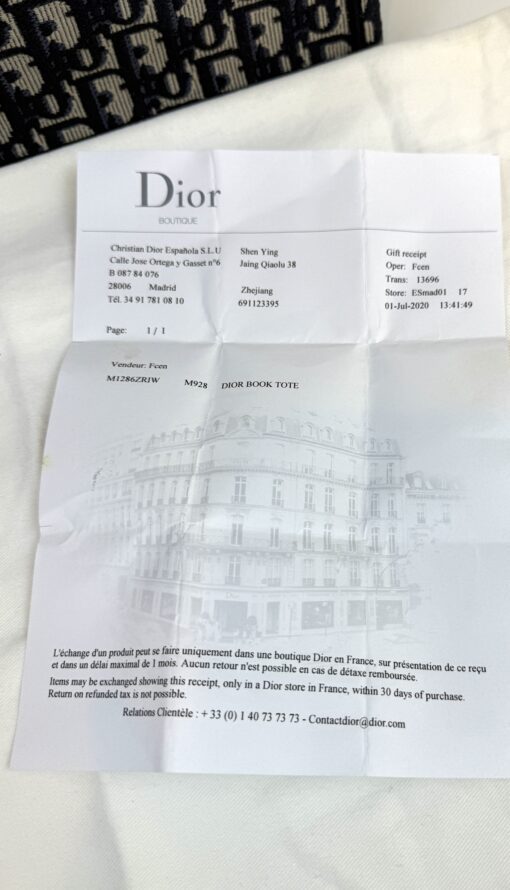 Dior
BOUTIQUE
Christian Dior Española S.L.U
Calle Jose Ortega y Gasset nº6
B 087 84 076
28006 Madrid
Tél. 34 91 781 08 10
Shen Ying
Jaing Qiaolu 38
Zhejiang
691123395
Gift receipt
Oper: Fcen
Trans: 13696
Store: ESmad01 17
01-Jul-2020 13:41:49
Page: 1 / 1
Vendeur: Fcen
M1286ZRIW M928 DIOR BOOK TOTE
L'échange d'un produit peut se faire uniquement dans une boutique Dior en France, sur présentation de ce reçu
et dans un délai maximal de 1 mois. Aucun retour n'est possible en cas de détaxe remboursée.
Items may be exchanged showing this receipt, only in a Dior store in France, within 30 days of purchase.
Return on refunded tax is not possible.
Relations Clientèle : + 33 (0) 1 40 73 73 73 - Contactdior@dior.com